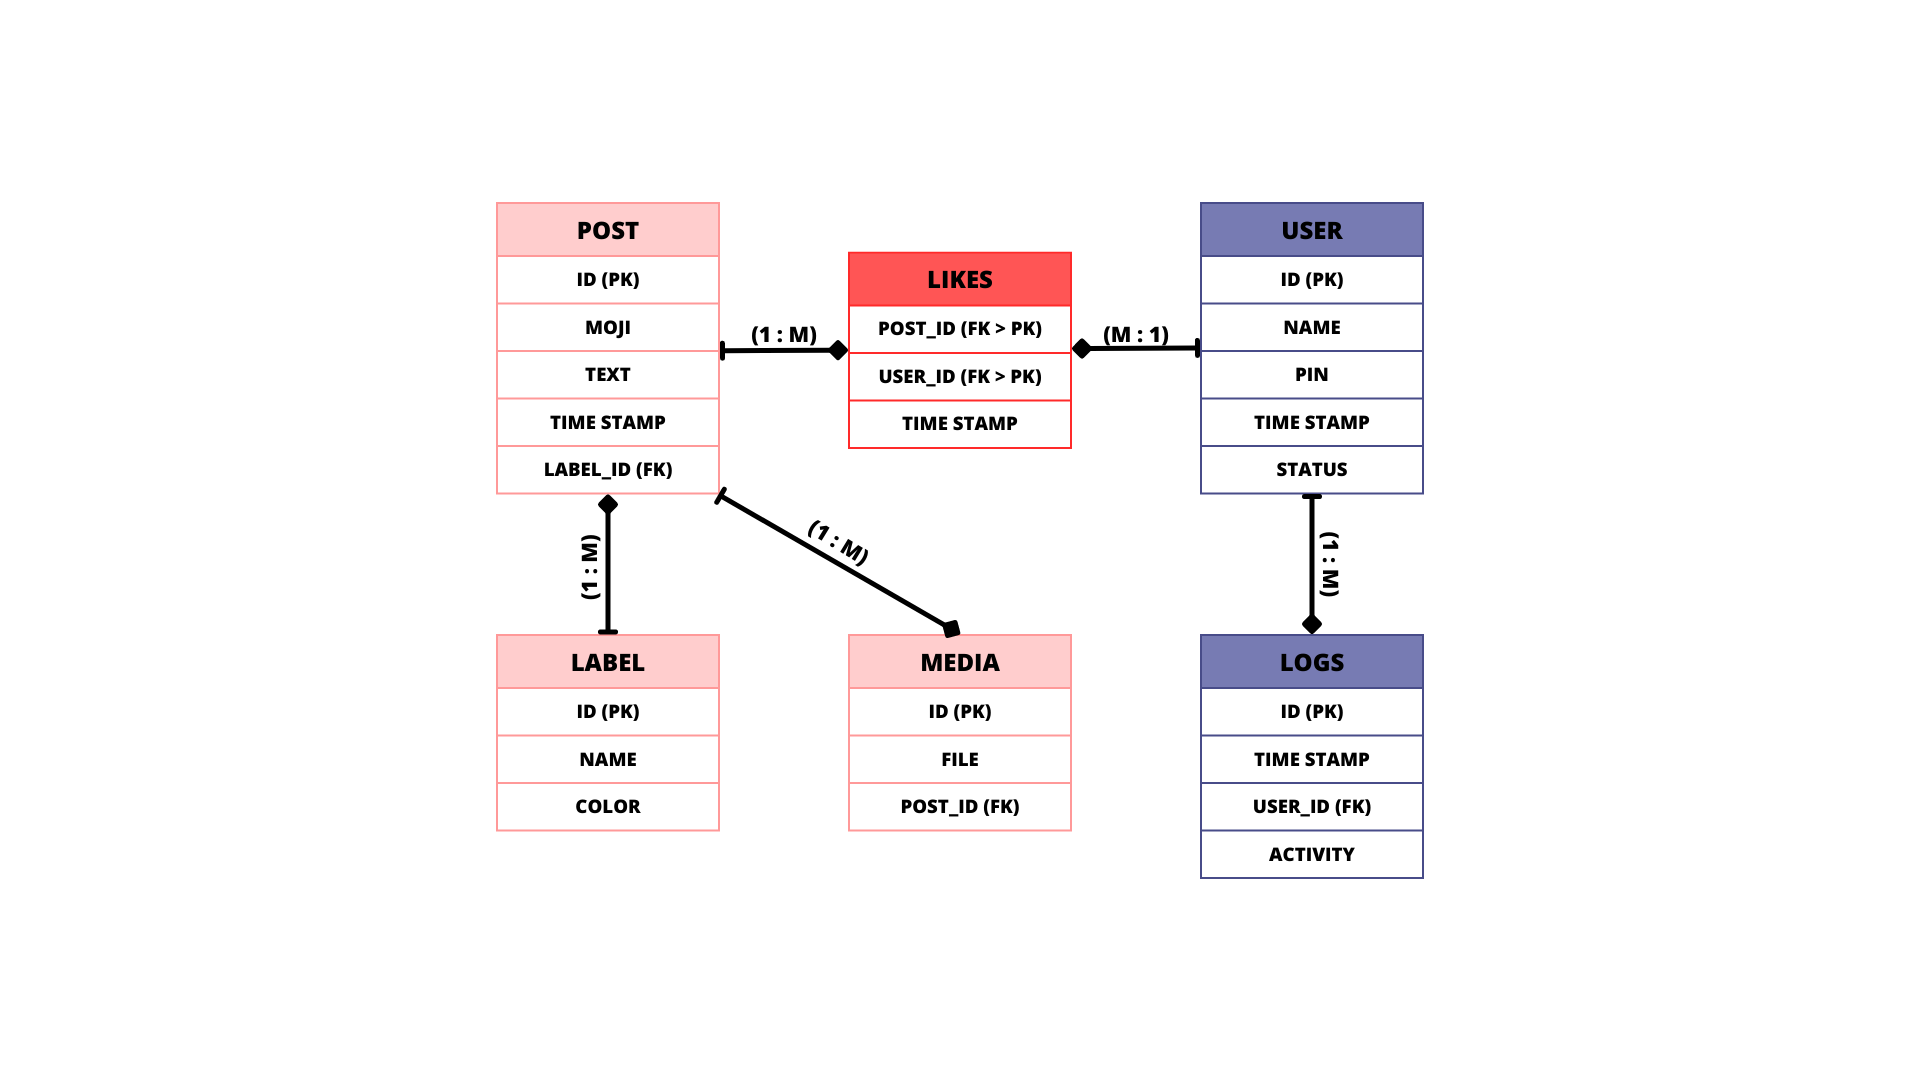 POST
ID (PK)
MOJI
TEXT
TIME STAMP
LABEL_ID (FK)
(1 : M)
LIKES
POST_ID (FK > PK)
USER_ID (FK > PK)
TIME STAMP
(M : 1)
USER
ID (PK)
NAME
PIN
TIME STAMP
STATUS
(1 : M)
(1 : M)
(1 : M)
LABEL
ID (PK)
NAME
COLOR
MEDIA
ID (PK)
FILE
POST_ID (FK)
LOGS
ID (PK)
TIME STAMP
USER_ID (FK)
ACTIVITY